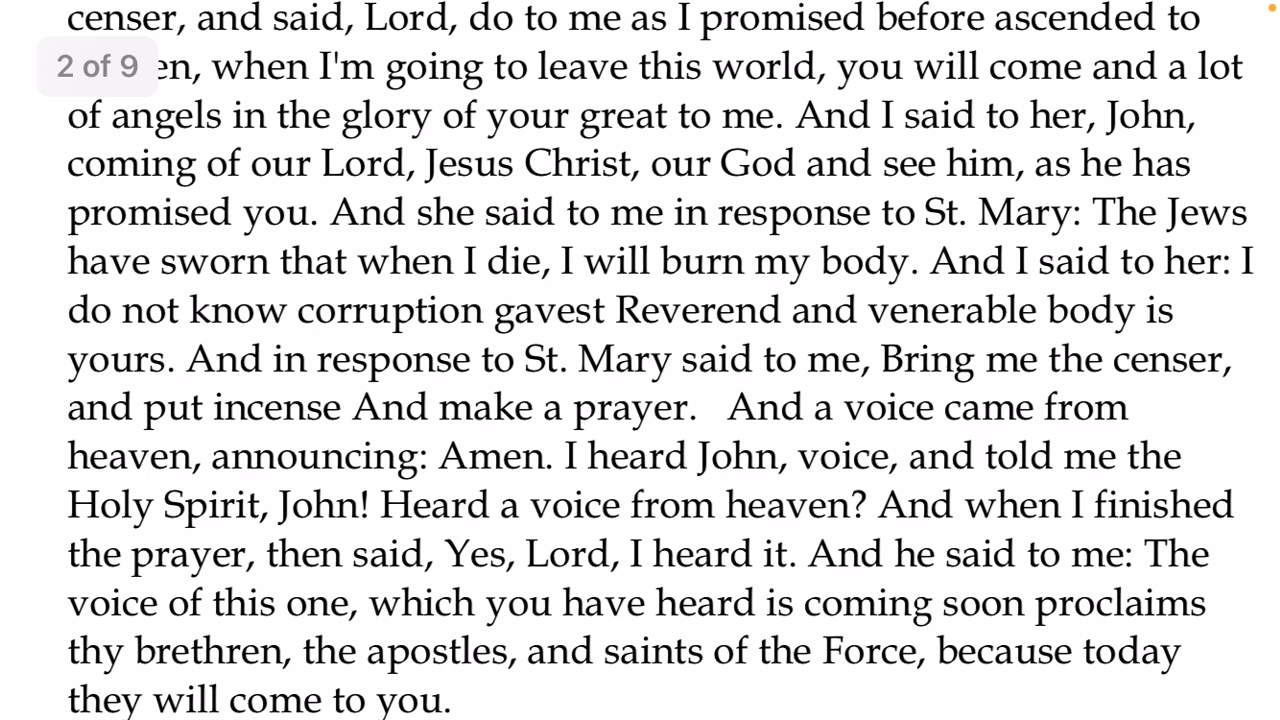 censer, and said, Lord, do to me as I promised before ascended to
2 of 9
en, when I'm going to leave this world, you will come and a lot
of angels in the glory of your great to me. And I said to her, John,
coming of our Lord, Jesus Christ, our God and see him, as he has
promised you. And she said to me in response to St. Mary: The Jews
have sworn that when I die, I will burn my body. And I said to her: I
do not know corruption gavest Reverend and venerable body is
yours. And in response to St. Mary said to me, Bring me the censer,
and put incense And make a prayer.   And a voice came from
heaven, announcing: Amen. I heard John, voice, and told me the
Holy Spirit, John! Heard a voice from heaven? And when I finished
the prayer, then said, Yes, Lord, I heard it. And he said to me: The
voice of this one, which you have heard is coming soon proclaims
thy brethren, the apostles, and saints of the Force, because today
they will come to you.